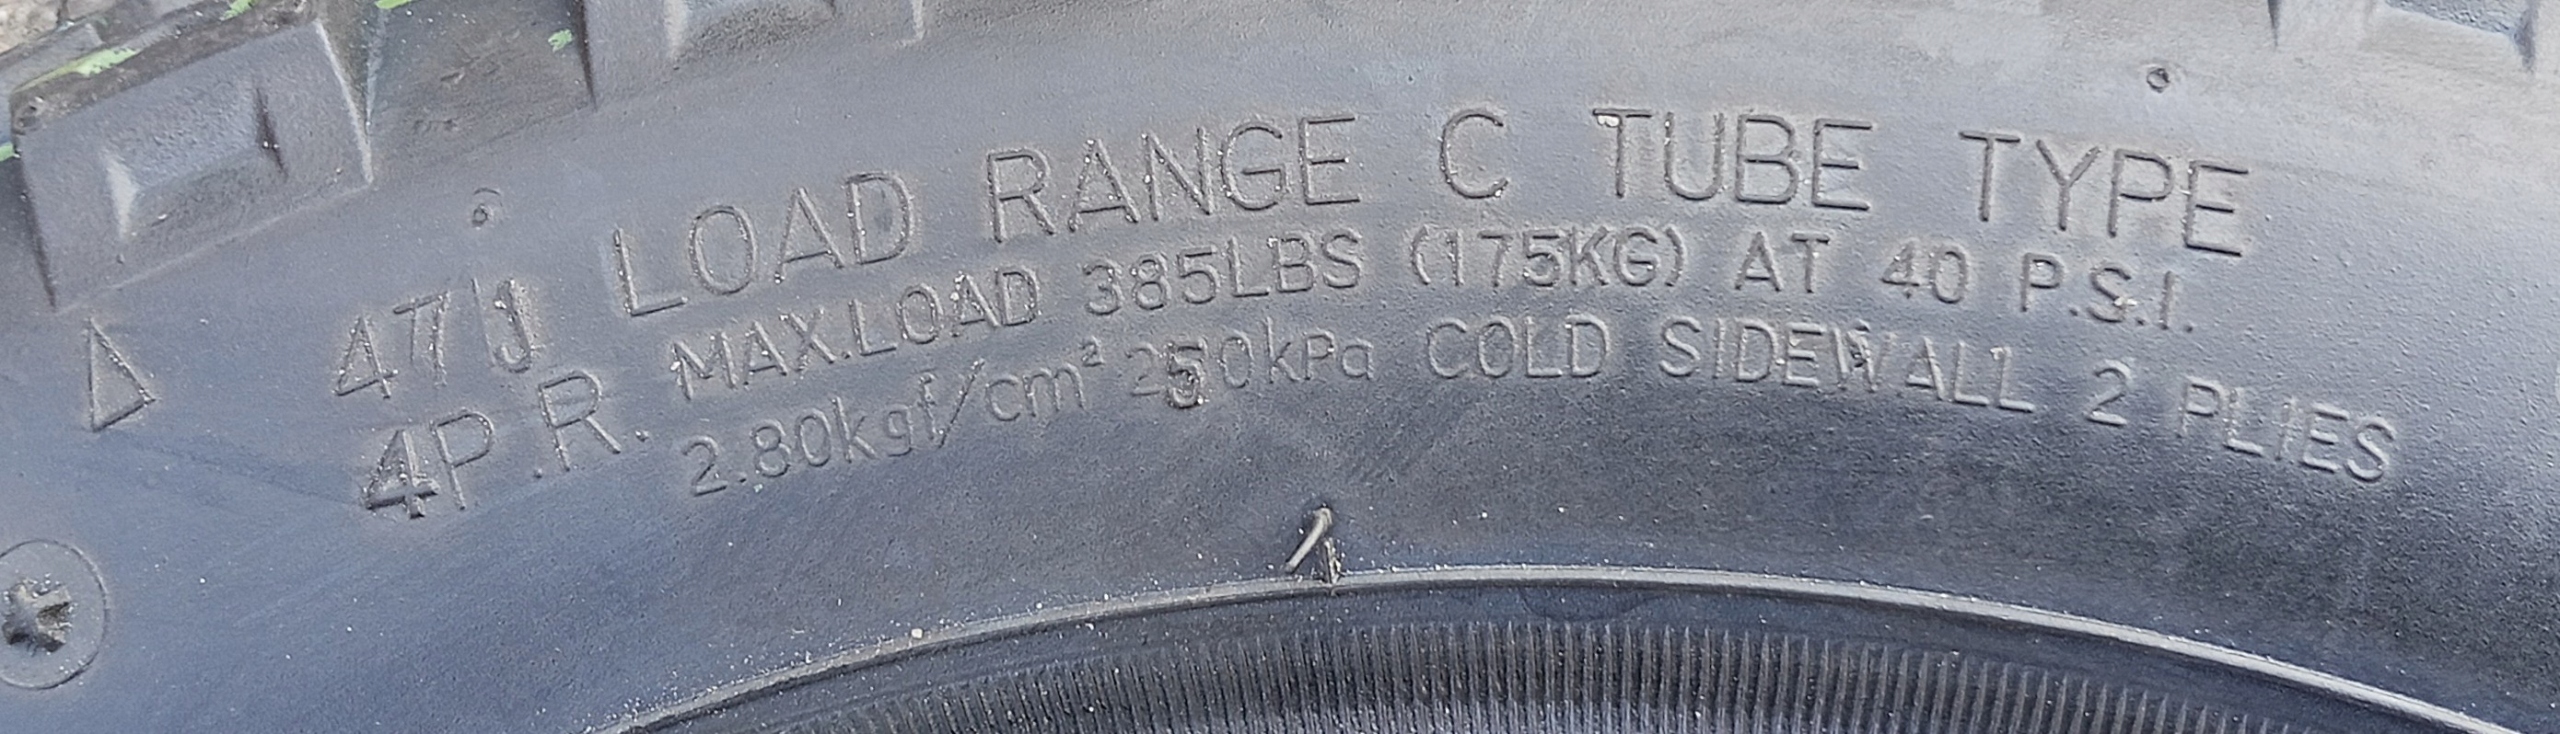 47J LOAD RANGE C TUBE TYPE
4P.R. MAX.LOAD 385LBS (175KG) AT 40 P.S.I.
2.80kgf/cm² 250kPa COLD SIDEWALL 2 PLIES